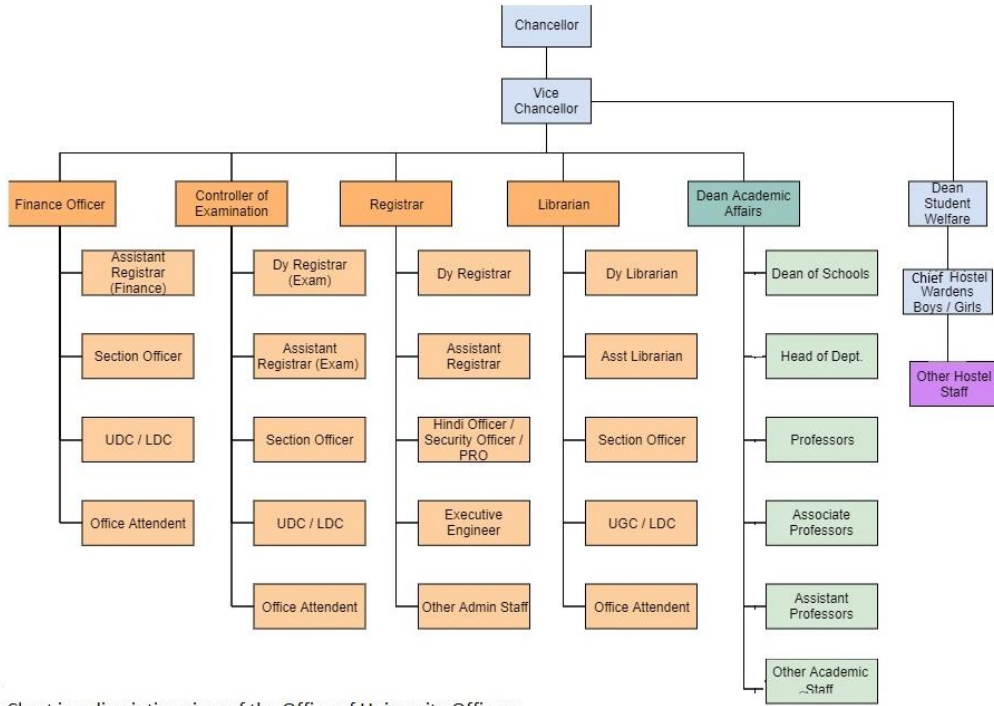 Chancellor
Vice
Chancellor
Finance Officer
Controller of
Examination
Registrar
Librarian
Dean Academic
Affairs
Dean
Student
Welfare
Assistant
Registrar
(Finance)
Dy Registrar
(Exam)
Dy Registrar
Dy Librarian
Dean of Schools
Chief Hostel
Wardens
Boys / Girls
Section Officer
Assistant
Registrar (Exam)
Assistant
Registrar
Asst Librarian
Head of Dept.
Other Hostel
Staff
UDC / LDC
Section Officer
Hindi Officer /
Security Officer /
PRO
Section Officer
Professors
Office Attendent
UDC / LDC
Executive
Engineer
UGC / LDC
Associate
Professors
Office Attendent
Other Admin Staff
Office Attendent
Assistant
Professors
Other Academic
Staff